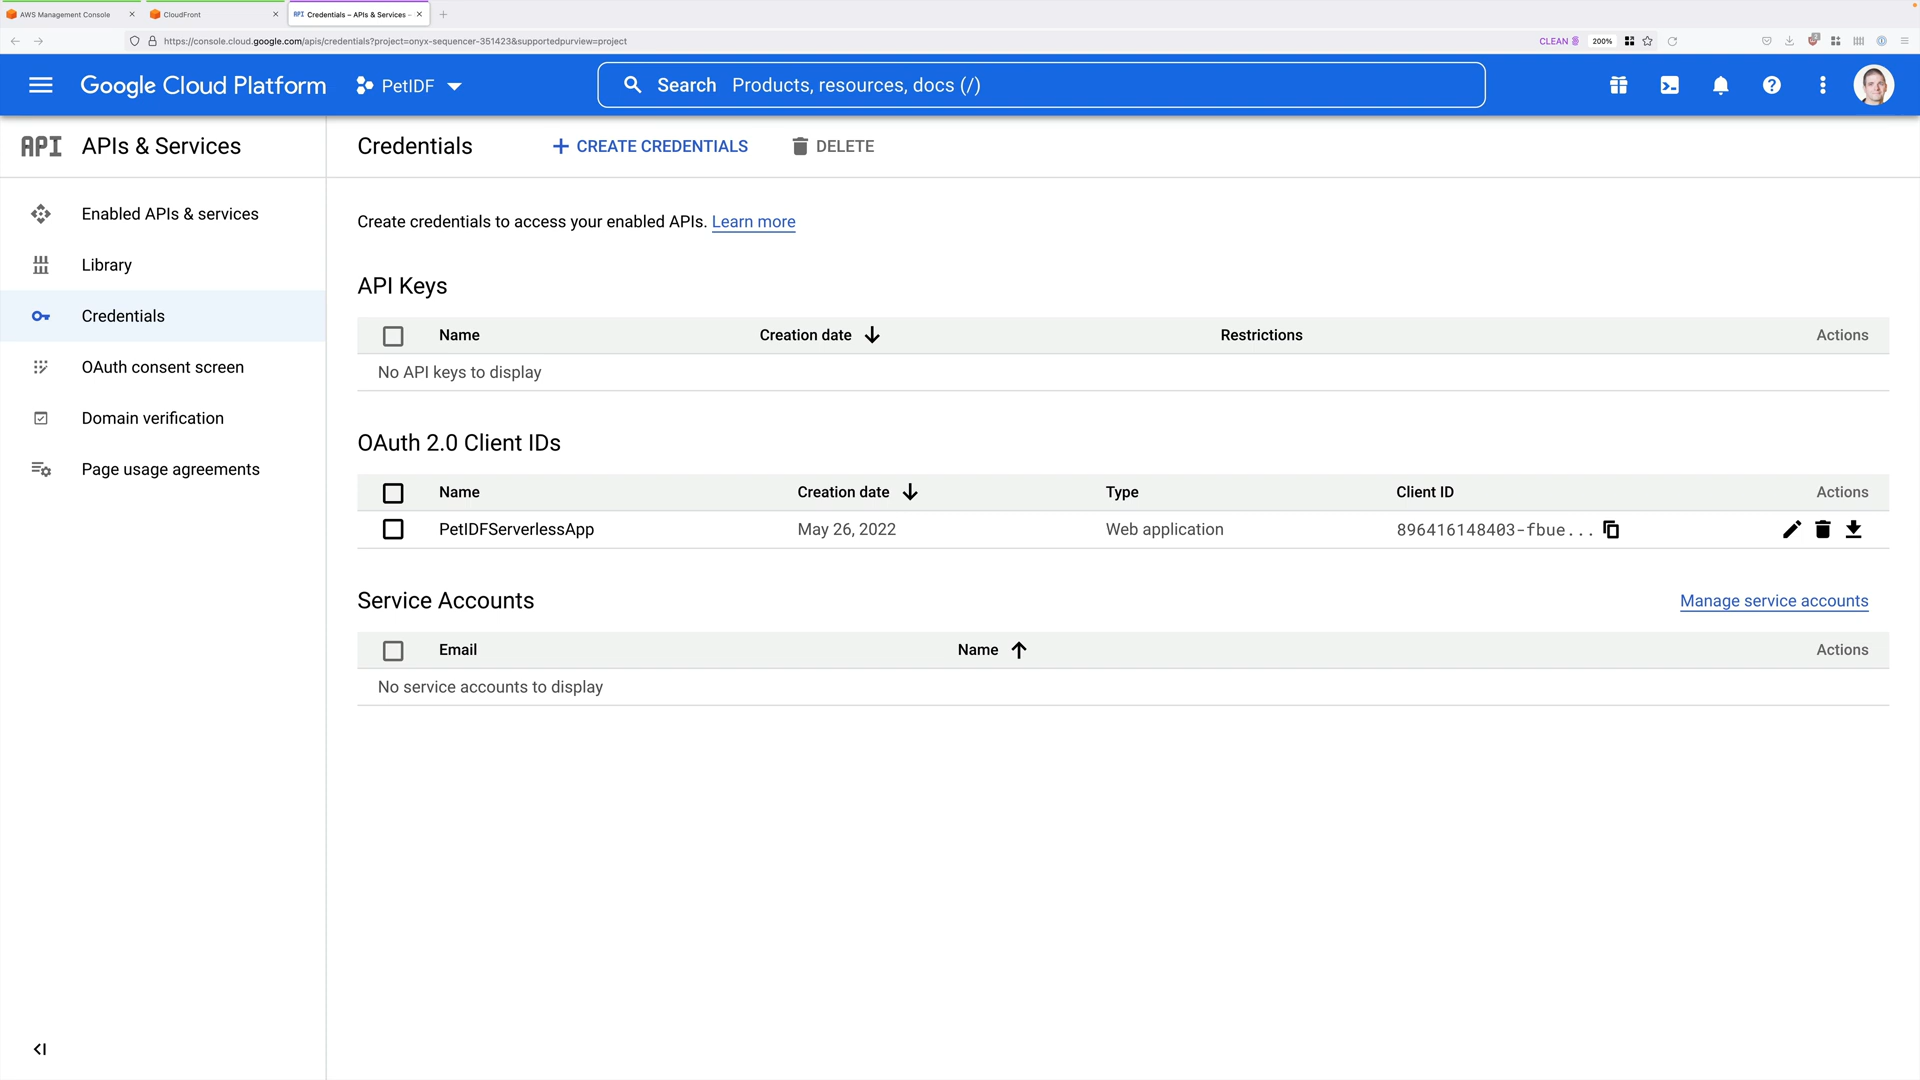 AWS Management Console
CloudFront
API Credentials – APIs & Services –
https://console.cloud.google.com/apis/credentials?project=onyx-sequencer-351423&supportedpurview=project
CLEAN
200%
Google Cloud Platform
PetIDF
Search Products, resources, docs (/)
API APIs & Services
Credentials
CREATE CREDENTIALS
DELETE
Enabled APIs & services
Library
Credentials
OAuth consent screen
Domain verification
Page usage agreements
Create credentials to access your enabled APIs. Learn more
API Keys
Name Creation date Restrictions Actions
No API keys to display
OAuth 2.0 Client IDs
Name Creation date Type Client ID Actions
PetIDFServerlessApp May 26, 2022 Web application 896416148403-fbue...
Service Accounts
Manage service accounts
Email Name Actions
No service accounts to display